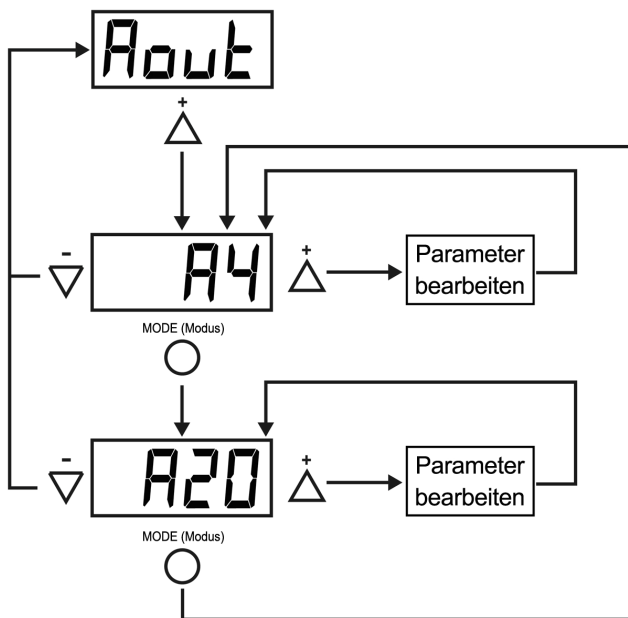 Aout
+
- A4 + Parameter
bearbeiten
MODE (Modus)
- A20 + Parameter
bearbeiten
MODE (Modus)